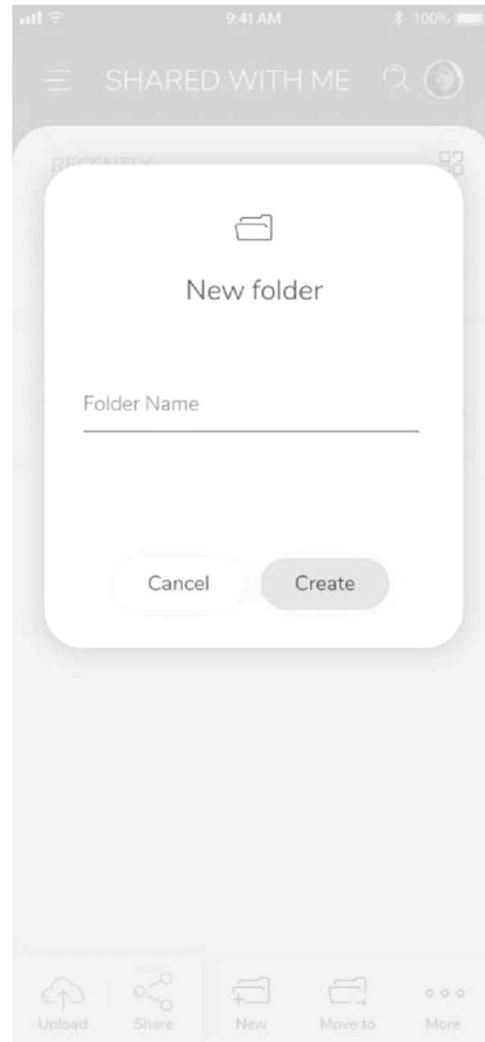 9:41 AM 100%
SHARED WITH ME
RECENTLY
New folder
Folder Name
Cancel Create
Upload Share New Move to More